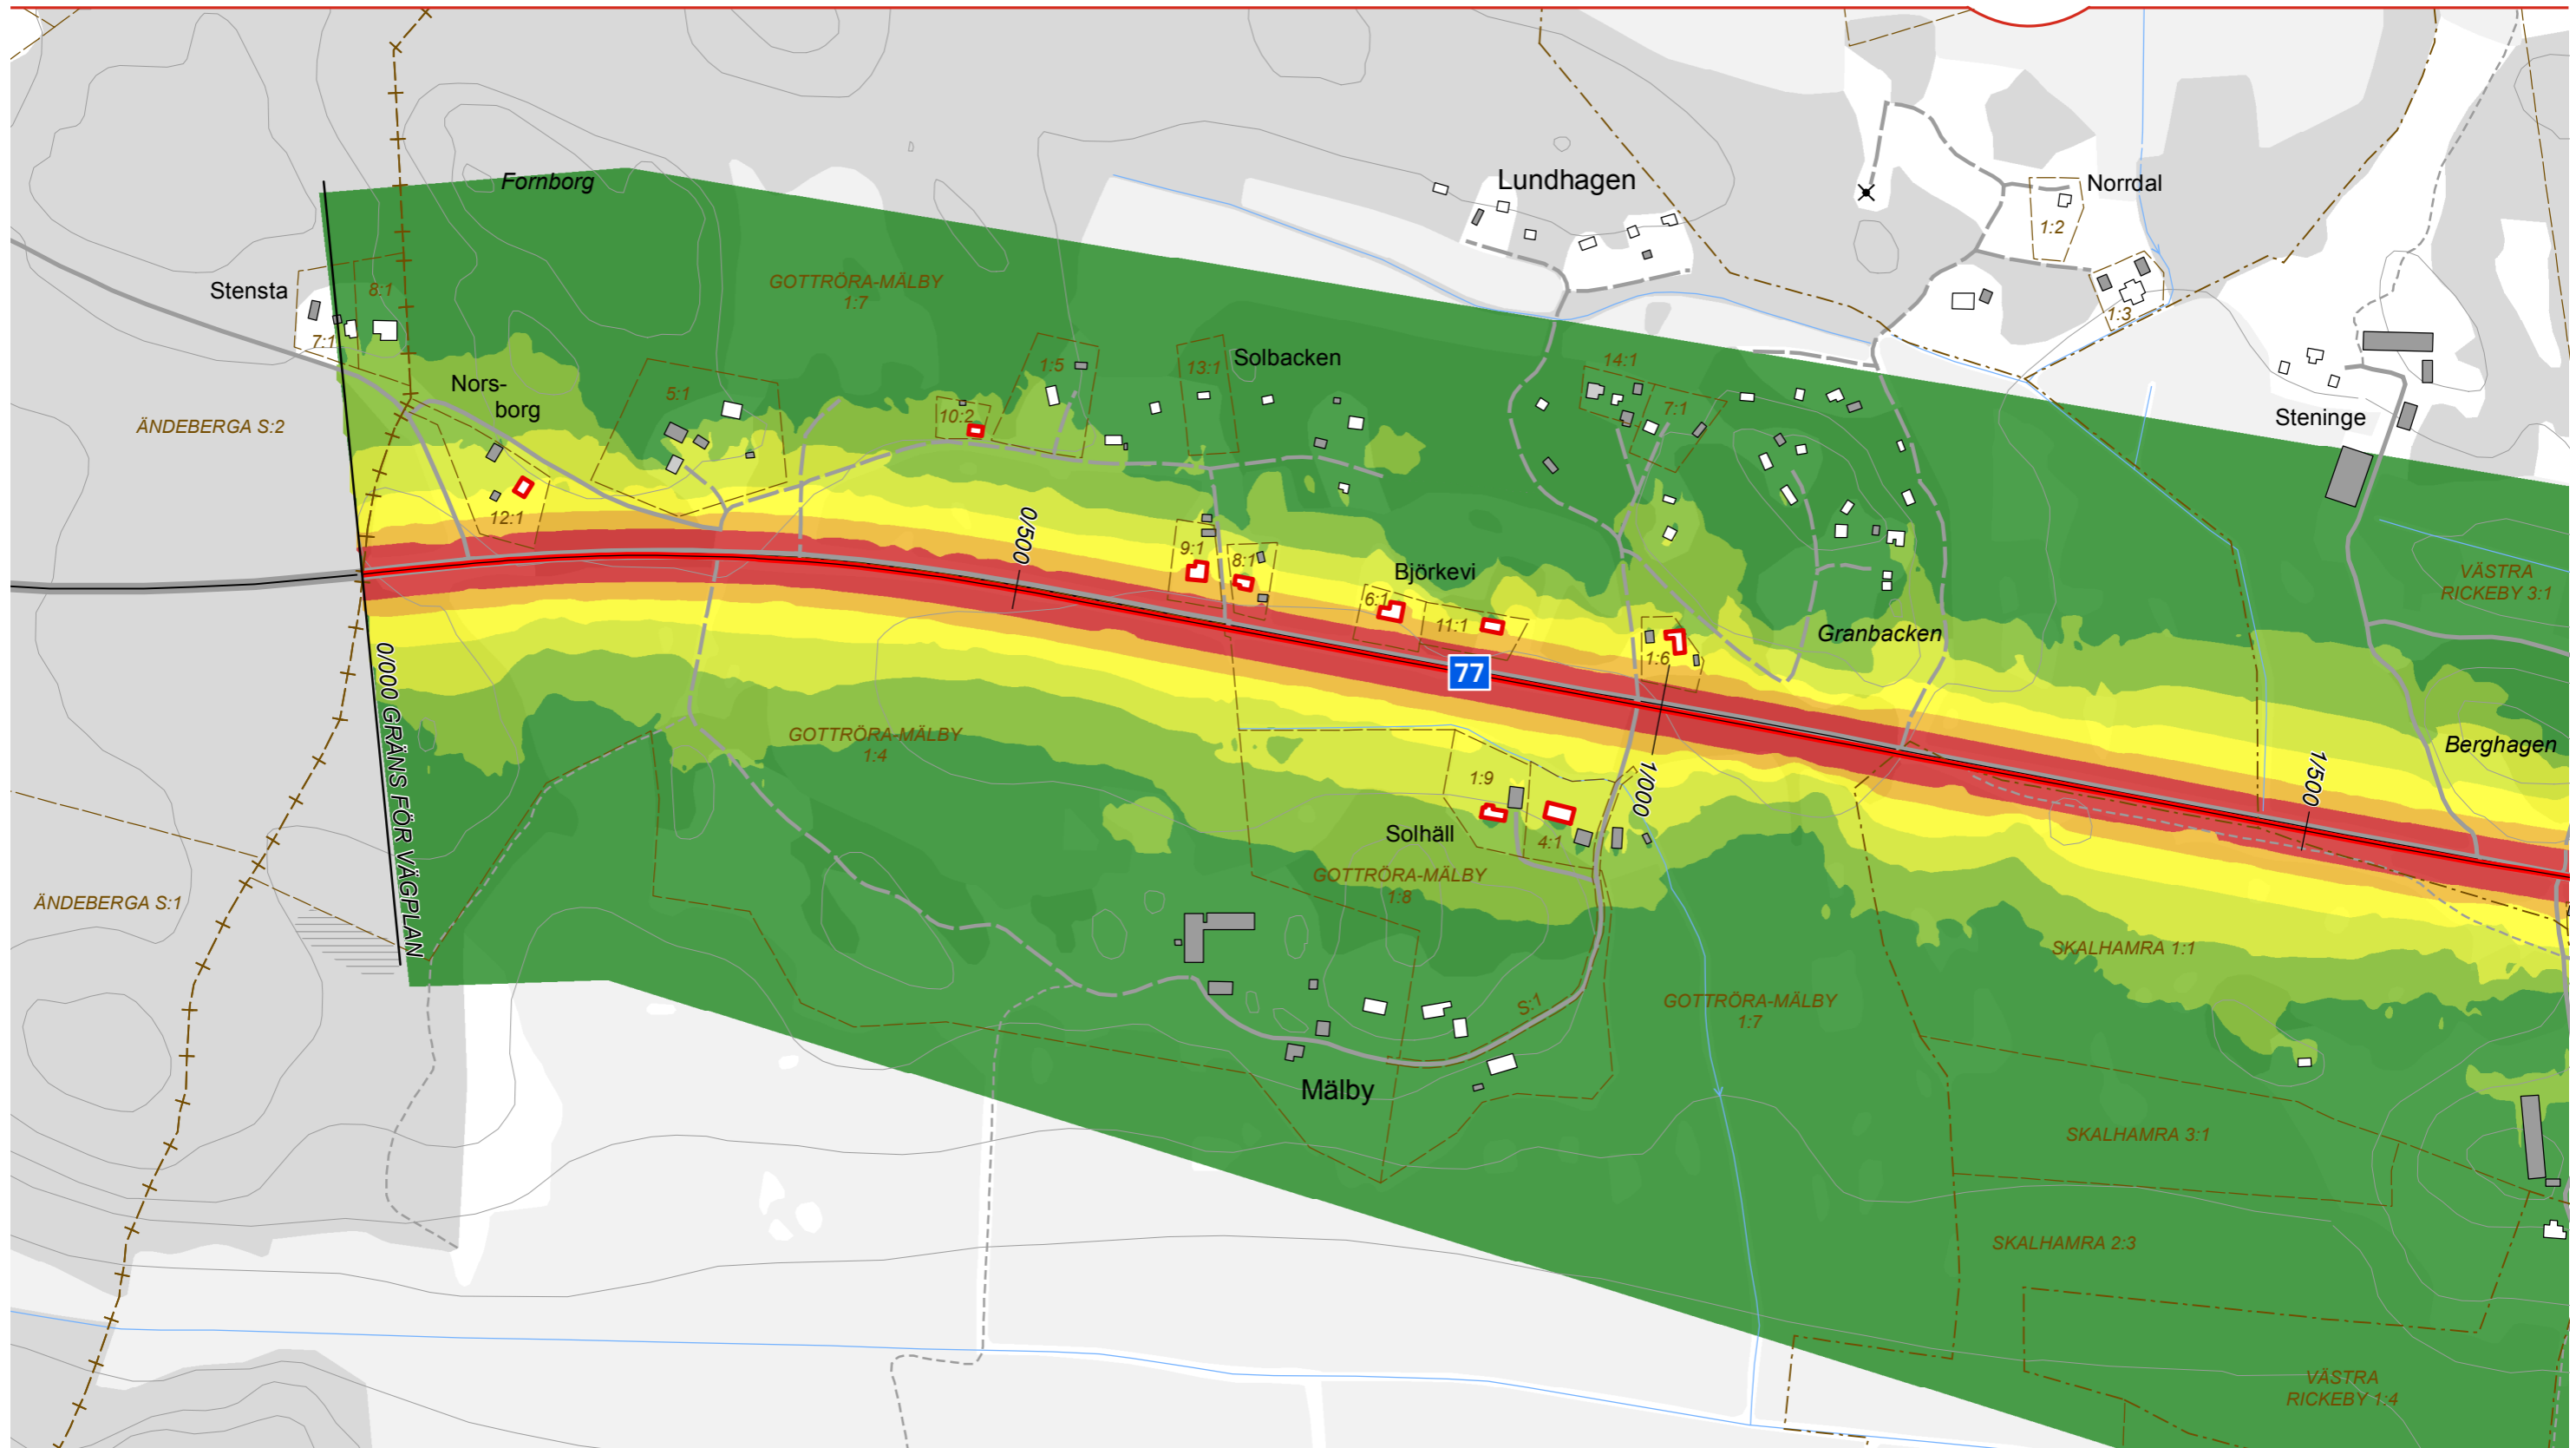 Fornborg
Lundhagen
Norrdal
1:2
GOTTRÖRA-MÄLBY
1:7
Stensta
8:1
7:1
1:3
Nors-
borg
5:1
10:2
1:5
13:1
Solbacken
14:1
7:1
Steninge
ÄNDEBERGA S:2
12:1
0/500
9:1
8:1
Björkevi
6:1
11:1
1:6
Granbacken
VÄSTRA
RICKEBY 3:1
77
0/000 GRÄNS FÖR VÄGPLAN
GOTTRÖRA-MÄLBY
1:4
1:9
1/000
1/500
Berghagen
Solhäll
4:1
GOTTRÖRA-MÄLBY
1:8
ÄNDEBERGA S:1
SKALHAMRA 1:1
S:1
GOTTRÖRA-MÄLBY
1:7
Mälby
SKALHAMRA 3:1
SKALHAMRA 2:3
VÄSTRA
RICKEBY 1:4